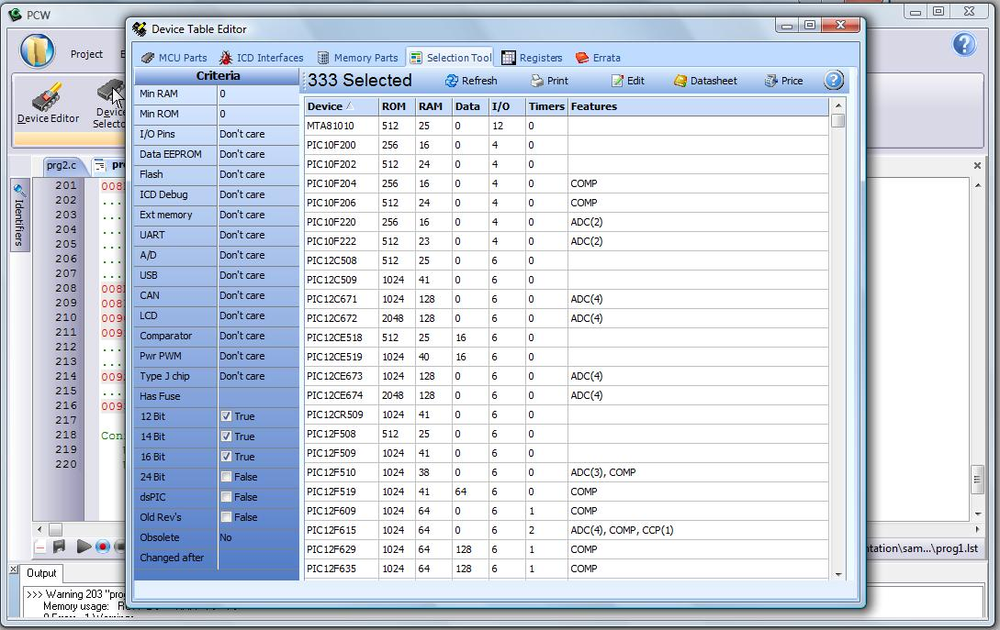 PCW
Device Table Editor
Project
Device Editor
MCU Parts ICD Interfaces Memory Parts Selection Tool Registers Errata
Criteria
333 Selected Refresh Print Edit Datasheet Price
Min RAM 0
Min ROM 0
I/O Pins Don't care
Data EEPROM Don't care
Flash Don't care
ICD Debug Don't care
Ext memory Don't care
UART Don't care
A/D Don't care
USB Don't care
CAN Don't care
LCD Don't care
Comparator Don't care
Pwr PWM Don't care
Type J chip Don't care
Has Fuse
12 Bit True
14 Bit True
16 Bit True
24 Bit False
dsPIC False
Old Rev's False
Obsolete No
Changed after
Device ROM RAM Data I/O Timers Features
MTA81010 512 25 0 12 0
PIC10F200 256 16 0 4 0
PIC10F202 512 24 0 4 0
PIC10F204 256 16 0 4 0 COMP
PIC10F206 512 24 0 4 0 COMP
PIC10F220 256 16 0 4 0 ADC(2)
PIC10F222 512 23 0 4 0 ADC(2)
PIC12C508 512 25 0 6 0
PIC12C509 1024 41 0 6 0
PIC12C671 1024 128 0 6 0 ADC(4)
PIC12C672 2048 128 0 6 0 ADC(4)
PIC12CE518 512 25 16 6 0
PIC12CE519 1024 40 16 6 0
PIC12CE673 1024 128 0 6 0 ADC(4)
PIC12CE674 2048 128 0 6 0 ADC(4)
PIC12CR509 1024 41 0 6 0
PIC12F508 512 25 0 6 0
PIC12F509 1024 41 0 6 0
PIC12F510 1024 38 0 6 0 ADC(3), COMP
PIC12F519 1024 41 64 6 0 COMP
PIC12F609 1024 64 0 6 1 COMP
PIC12F615 1024 64 0 6 2 ADC(4), COMP, CCP(1)
PIC12F629 1024 64 128 6 1 COMP
PIC12F635 1024 64 128 6 1 COMP
prg2.c
Identifiers
201
202 ....
203 ....
204 ....
205 ....
206 ....
207 ....
208
209
210
211
212 ....
213 ....
214
215 ....
216
217
218
219
220
sam...\prog1.lst
Output
>>> Warning 203
Memory usage: